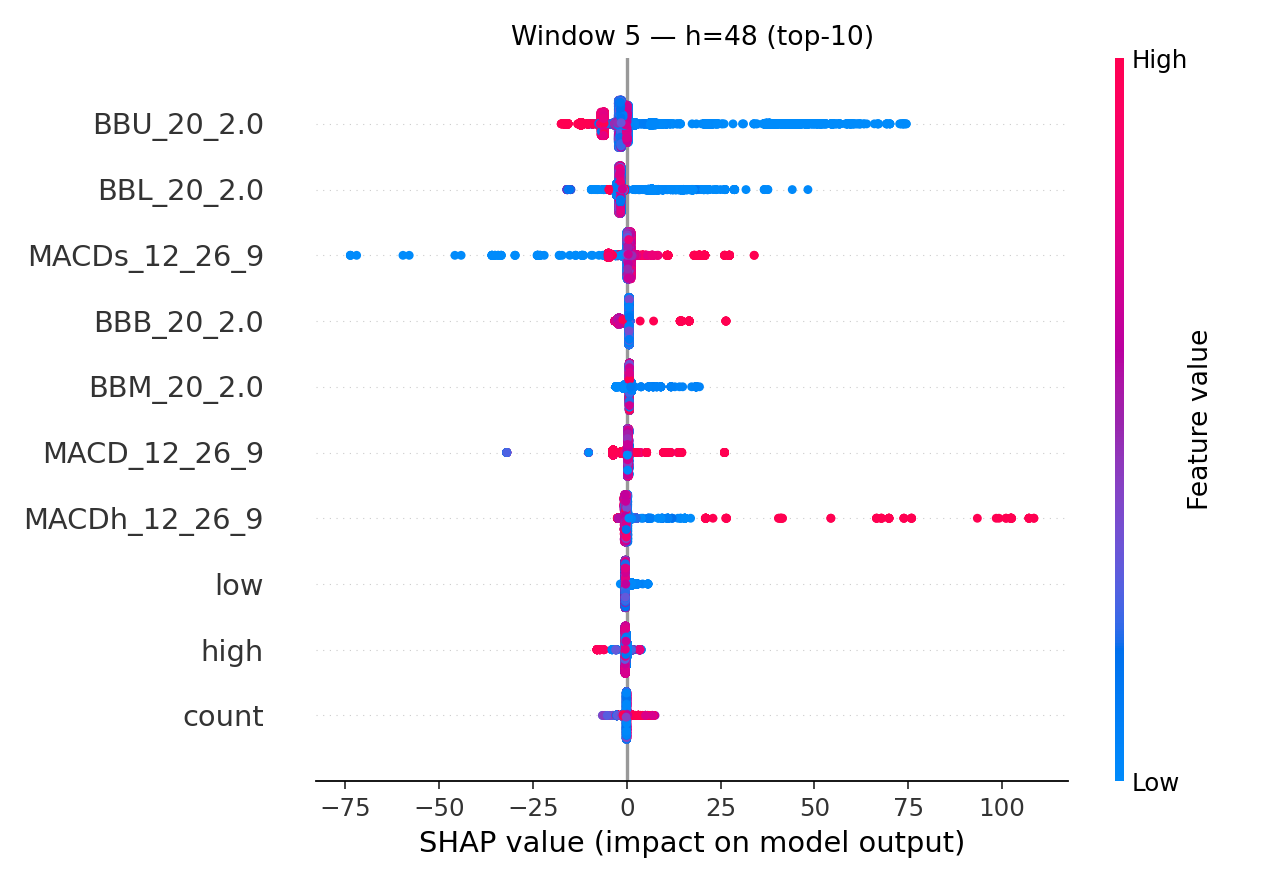 Window 5 — h=48 (top-10)
High
BBU_20_2.0
BBL_20_2.0
MACDs_12_26_9
BBB_20_2.0
BBM_20_2.0
MACD_12_26_9
MACDh_12_26_9
low
high
count
Feature value
Low
−75 −50 −25 0 25 50 75 100
SHAP value (impact on model output)